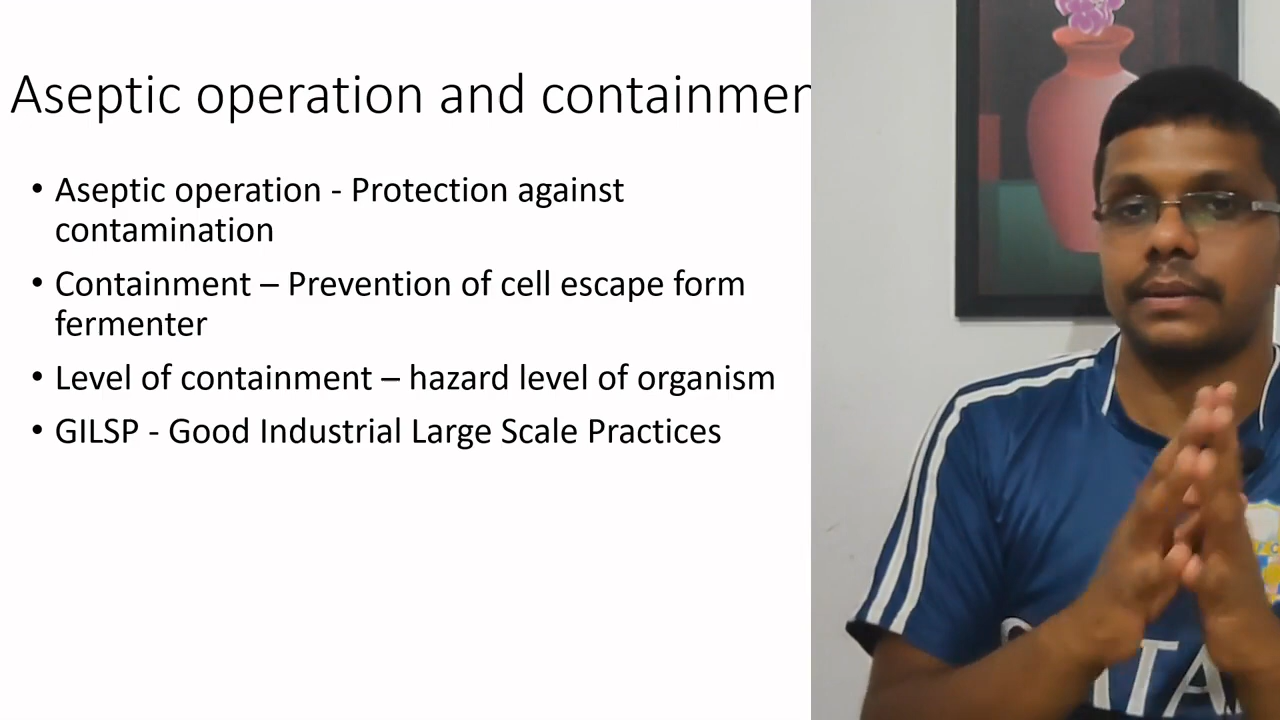 Aseptic operation and containmen
• Aseptic operation - Protection against
contamination
• Containment – Prevention of cell escape form
fermenter
• Level of containment – hazard level of organism
• GILSP - Good Industrial Large Scale Practices